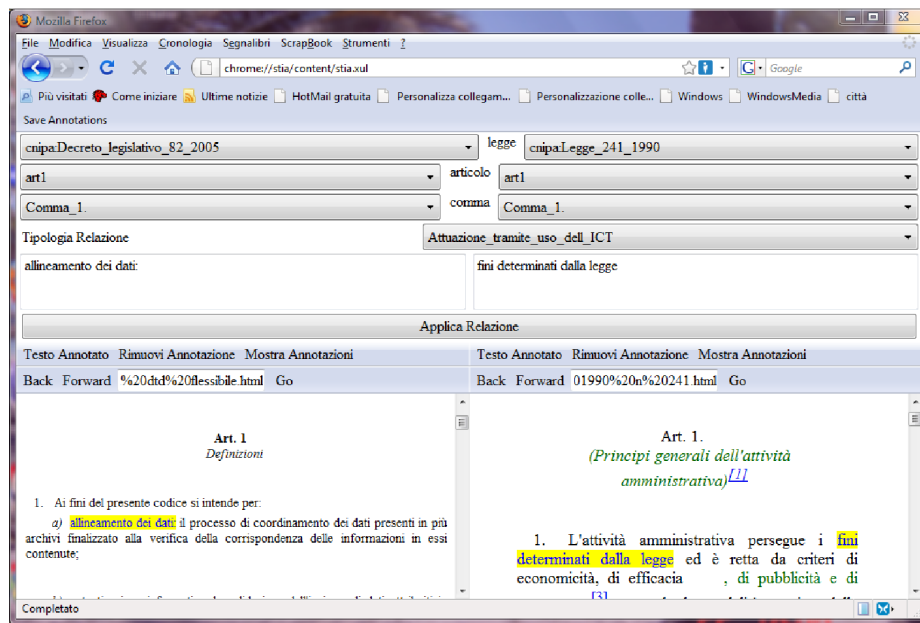 Mozilla Firefox
File Modifica Visualizza Cronologia Segnalibri ScrapBook Strumenti ?
chrome://stia/content/stia.xul Google
Più visitati Come iniziare Ultime notizie HotMail gratuita Personalizza collegam... Personalizzazione colle... Windows WindowsMedia città
Save Annotations
cnipa:Decreto_legislativo_82_2005 legge cnipa:Legge_241_1990
art1 articolo art1
Comma_1. comma Comma_1.
Tipologia Relazione Attuazione_tramite_uso_dell_ICT
allineamento dei dati: fini determinati dalla legge
Applica Relazione
Testo Annotato Rimuovi Annotazione Mostra Annotazioni Testo Annotato Rimuovi Annotazione Mostra Annotazioni
Back Forward %20dtd%20flessibile.html Go Back Forward 01990%20n%20241.html Go
Art. 1
Definizioni
1. Ai fini del presente codice si intende per:
a) allineamento dei dati: il processo di coordinamento dei dati presenti in più
archivi finalizzato alla verifica della corrispondenza delle informazioni in essi
contenute;
Art. 1.
(Principi generali dell'attività
amministrativa)[1]
1. L'attività amministrativa persegue i fini
determinati dalla legge ed è retta da criteri di
economicità, di efficacia , di pubblicità e di
[3]
Completato